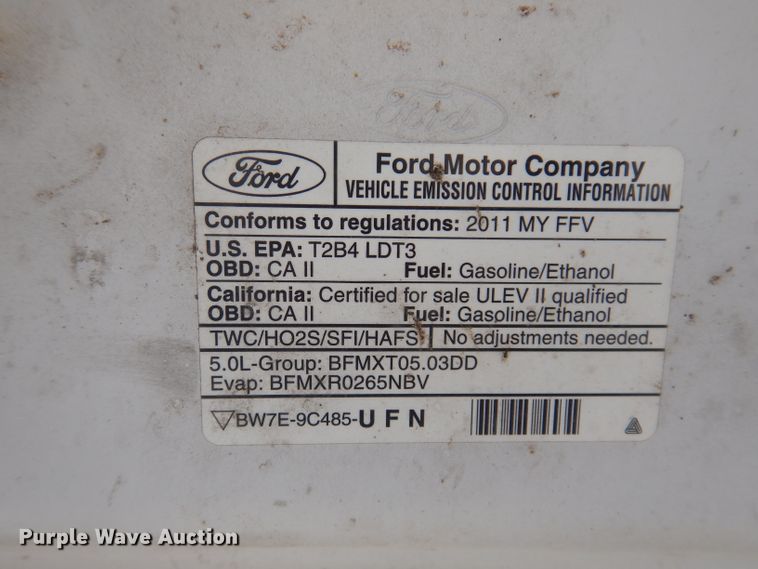 Ford
Ford
Ford Motor Company
VEHICLE EMISSION CONTROL INFORMATION
Conforms to regulations: 2011 MY FFV
U.S. EPA: T2B4 LDT3
OBD: CA II Fuel: Gasoline/Ethanol
California: Certified for sale ULEV II qualified
OBD: CA II Fuel: Gasoline/Ethanol
TWC/HO2S/SFI/HAFS No adjustments needed.
5.0L-Group: BFMXT05.03DD
Evap: BFMXR0265NBV
BW7E-9C485-U F N
Purple Wave Auction